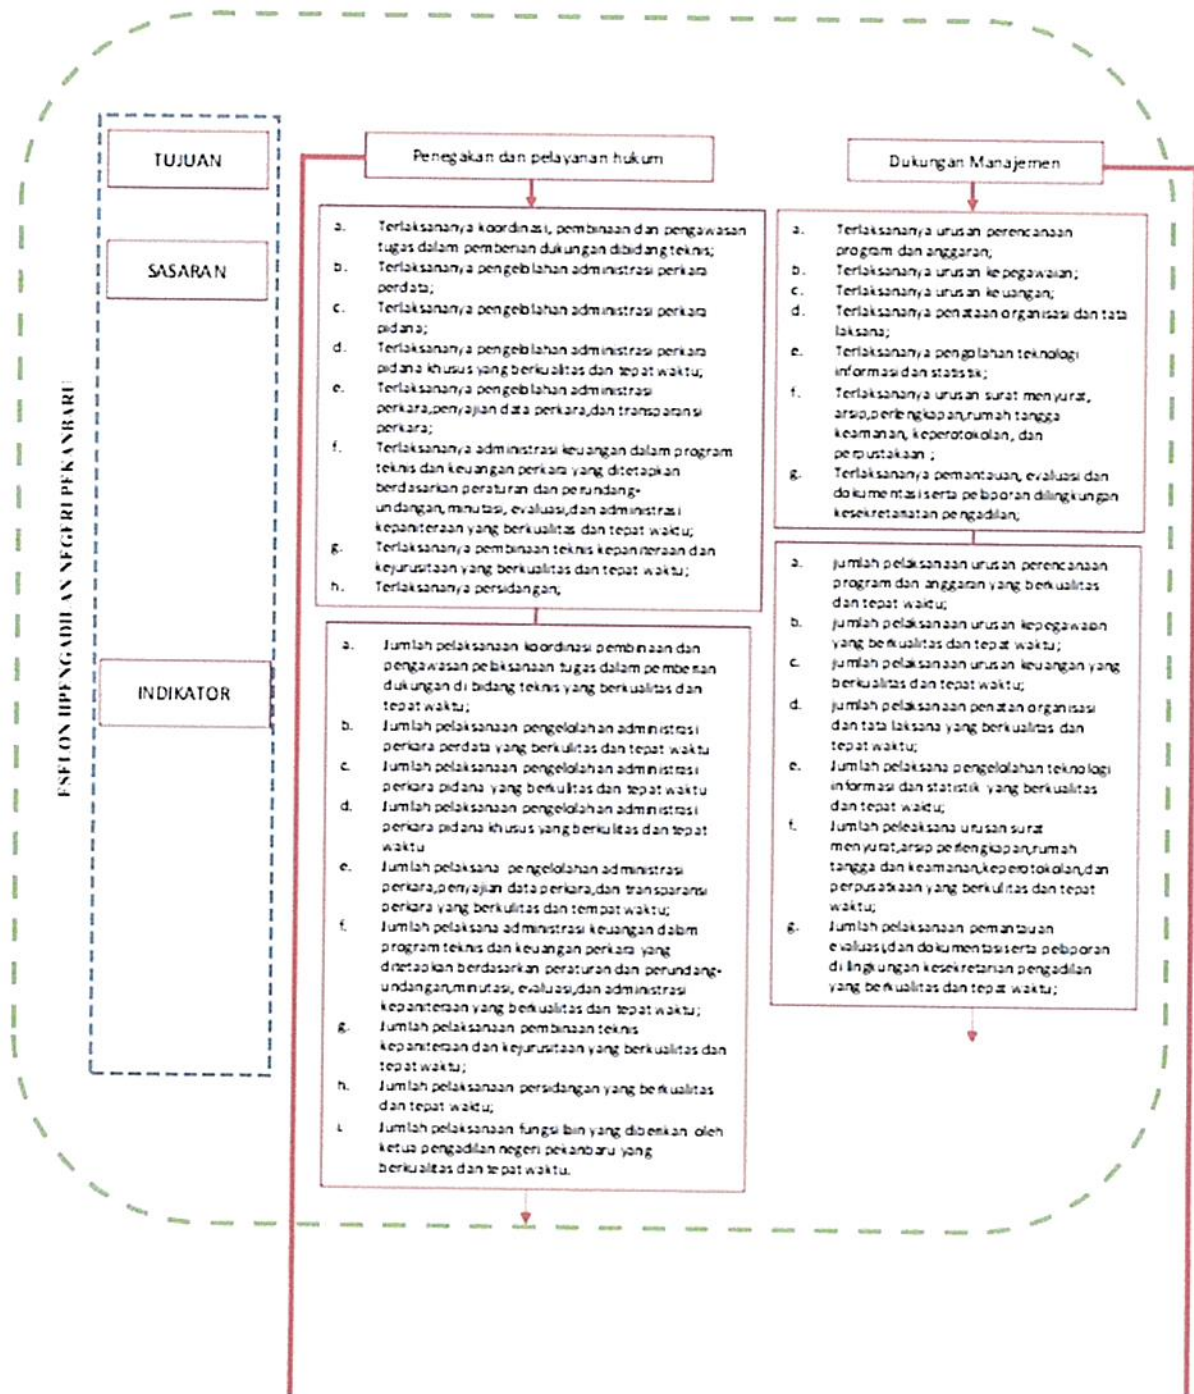 ESELON II PENGADILAN NEGERI PEKANBARU
TUJUAN
SASARAN
INDIKATOR
Penegakan dan pelayanan hukum
a. Terlaksananya koordinasi, pembinaan dan pengawasan
tugas dalam pemberian dukungan dibidang teknis;
b. Terlaksananya pengelolahan administrasi perkara
perdata;
c. Terlaksananya pengelolahan administrasi perkara
pidana;
d. Terlaksananya pengelolahan administrasi perkara
pidana khusus yang berkualitas dan tepat waktu;
e. Terlaksananya pengelolahan administrasi
perkara,penyajian data perkara,dan transparansi
perkara;
f. Terlaksananya administrasi keuangan dalam program
teknis dan keuangan perkara yang ditetapkan
berdasarkan peraturan dan perundang-
undangan,minutasi, evaluasi,dan administrasi
kepaniteraan yang berkualitas dan tepat waktu;
g. Terlaksananya pembinaan teknis kepaniteraan dan
kejurusitaan yang berkualitas dan tepat waktu;
h. Terlaksananya persidangan;
a. Jumlah pelaksanaan koordinasi pembinaan dan
pengawasan pelaksanaan tugas dalam pemberian
dukungan di bidang teknis yang berkualitas dan
tepat waktu;
b. Jumlah pelaksanaan pengelolahan administrasi
perkara perdata yang berkulitas dan tepat waktu
c. Jumlah pelaksanaan pengelolahan administrasi
perkara pidana yang berkulitas dan tepat waktu
d. Jumlah pelaksanaan pengelolahan administrasi
perkara pidana khusus yang berkulitas dan tepat
waktu
e. Jumlah pelaksana pengelolahan administrasi
perkara,penyajian data perkara,dan transparansi
perkara yang berkulitas dan tempat waktu;
f. Jumlah pelaksana administrasi keuangan dalam
program teknis dan keuangan perkara yang
ditetapkan berdasarkan peraturan dan perundang-
undangan,minutasi, evaluasi,dan administrasi
kepaniteraan yang berkualitas dan tepat waktu;
g. Jumlah pelaksanaan pembinaan teknis
kepaniteraan dan kejurusitaan yang berkualitas dan
tepat waktu;
h. Jumlah pelaksanaan persidangan yang berkualitas
dan tepat waktu;
i. Jumlah pelaksanaan fungsi lain yang diberikan oleh
ketua pengadilan negeri pekanbaru yang
berkualitas dan tepat waktu.
Dukungan Manajemen
a. Terlaksananya urusan perencanaan
program dan anggaran;
b. Terlaksananya urusan kepegawaian;
c. Terlaksananya urusan keuangan;
d. Terlaksananya penataan organisasi dan tata
laksana;
e. Terlaksananya pengolahan teknologi
informasi dan statistik;
f. Terlaksananya urusan surat menyurat,
arsip,perlengkapan,rumah tangga
keamanan, keperotokolan, dan
perpustakaan ;
g. Terlaksananya pemantauan, evaluasi dan
dokumentasi serta pelaporan dilingkungan
kesekretariatan pengadilan;
a. jumlah pelaksanaan urusan perencanaan
program dan anggaran yang berkualitas
dan tepat waktu;
b. jumlah pelaksanaan urusan kepegawaian
yang berkualitas dan tepat waktu;
c. jumlah pelaksanaan urusan keuangan yang
berkualitas dan tepat waktu;
d. jumlah pelaksanaan penatan organisasi
dan tata laksana yang berkualitas dan
tepat waktu;
e. Jumlah pelaksana pengelolahan teknologi
informasi dan statistik yang berkualitas
dan tepat waktu;
f. Jumlah peleaksana urusan surat
menyurat,arsip perlengkapan,rumah
tangga dan keamanan,keperotokolan,dan
perpusatkaan yang berkulitas dan tepat
waktu;
g. Jumlah pelaksanaan pemantauan
evaluasi,dan dokumentasi serta pelaporan
di lingkungan kesekretarian pengadilan
yang berkualitas dan tepat waktu;